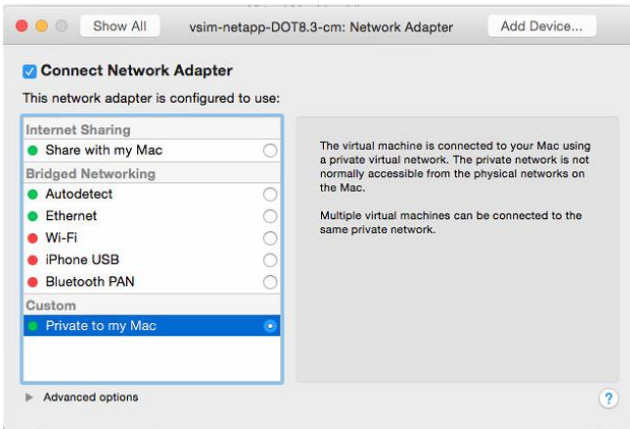 Show All
vsim-netapp-DOT8.3-cm: Network Adapter
Add Device...
Connect Network Adapter
This network adapter is configured to use:
Internet Sharing
Share with my Mac
Bridged Networking
Autodetect
Ethernet
Wi-Fi
iPhone USB
Bluetooth PAN
Custom
Private to my Mac
The virtual machine is connected to your Mac using
a private virtual network. The private network is not
normally accessible from the physical networks on
the Mac.
Multiple virtual machines can be connected to the
same private network.
Advanced options
?